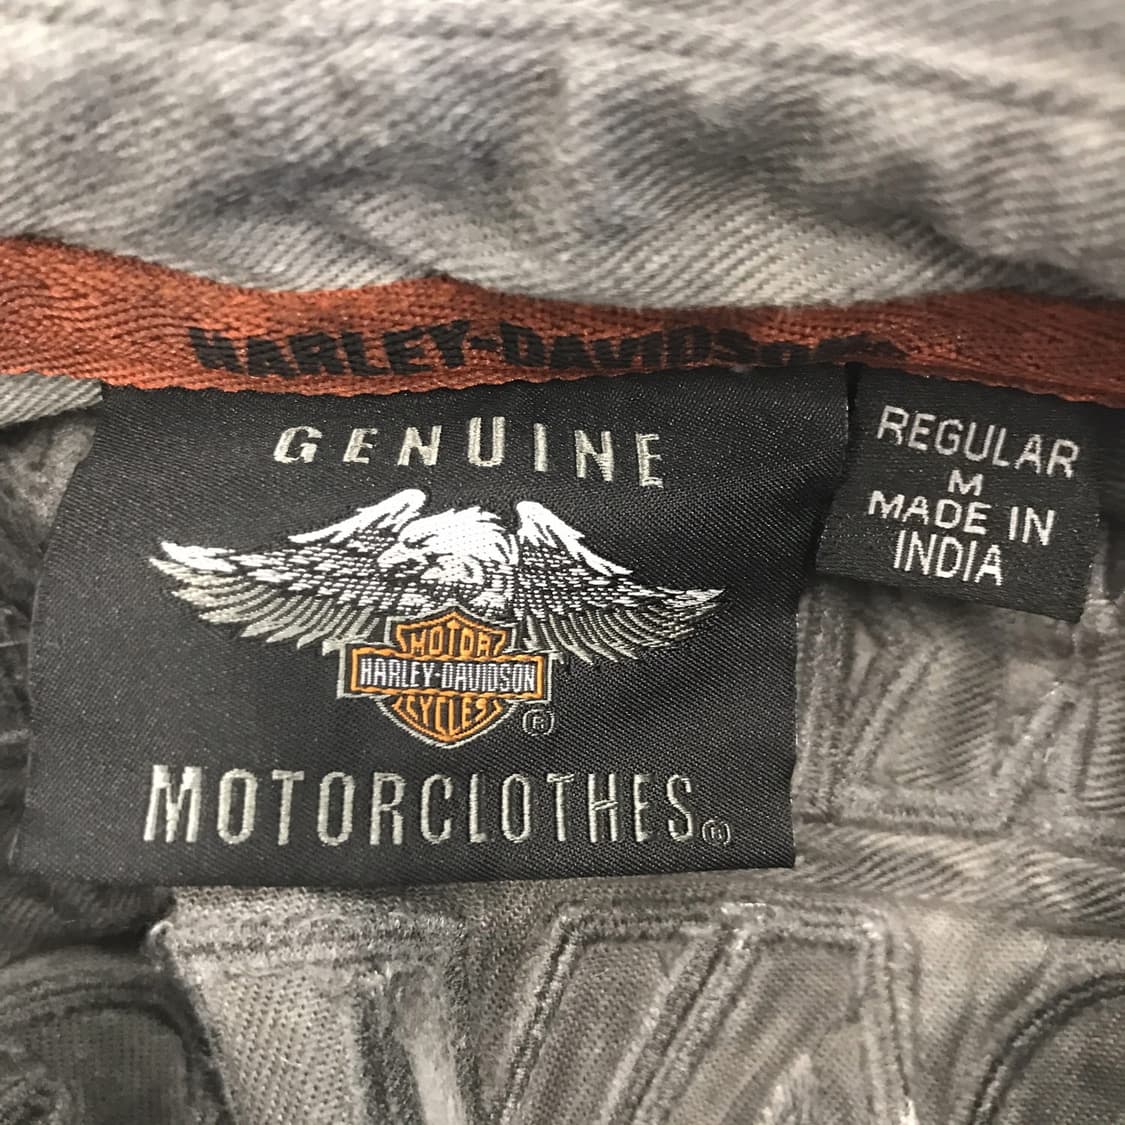 HARLEY-DAVIDSON
GENUINE
MOTOR
HARLEY-DAVIDSON
CYCLES
®
MOTORCLOTHES®
REGULAR
M
MADE IN
INDIA